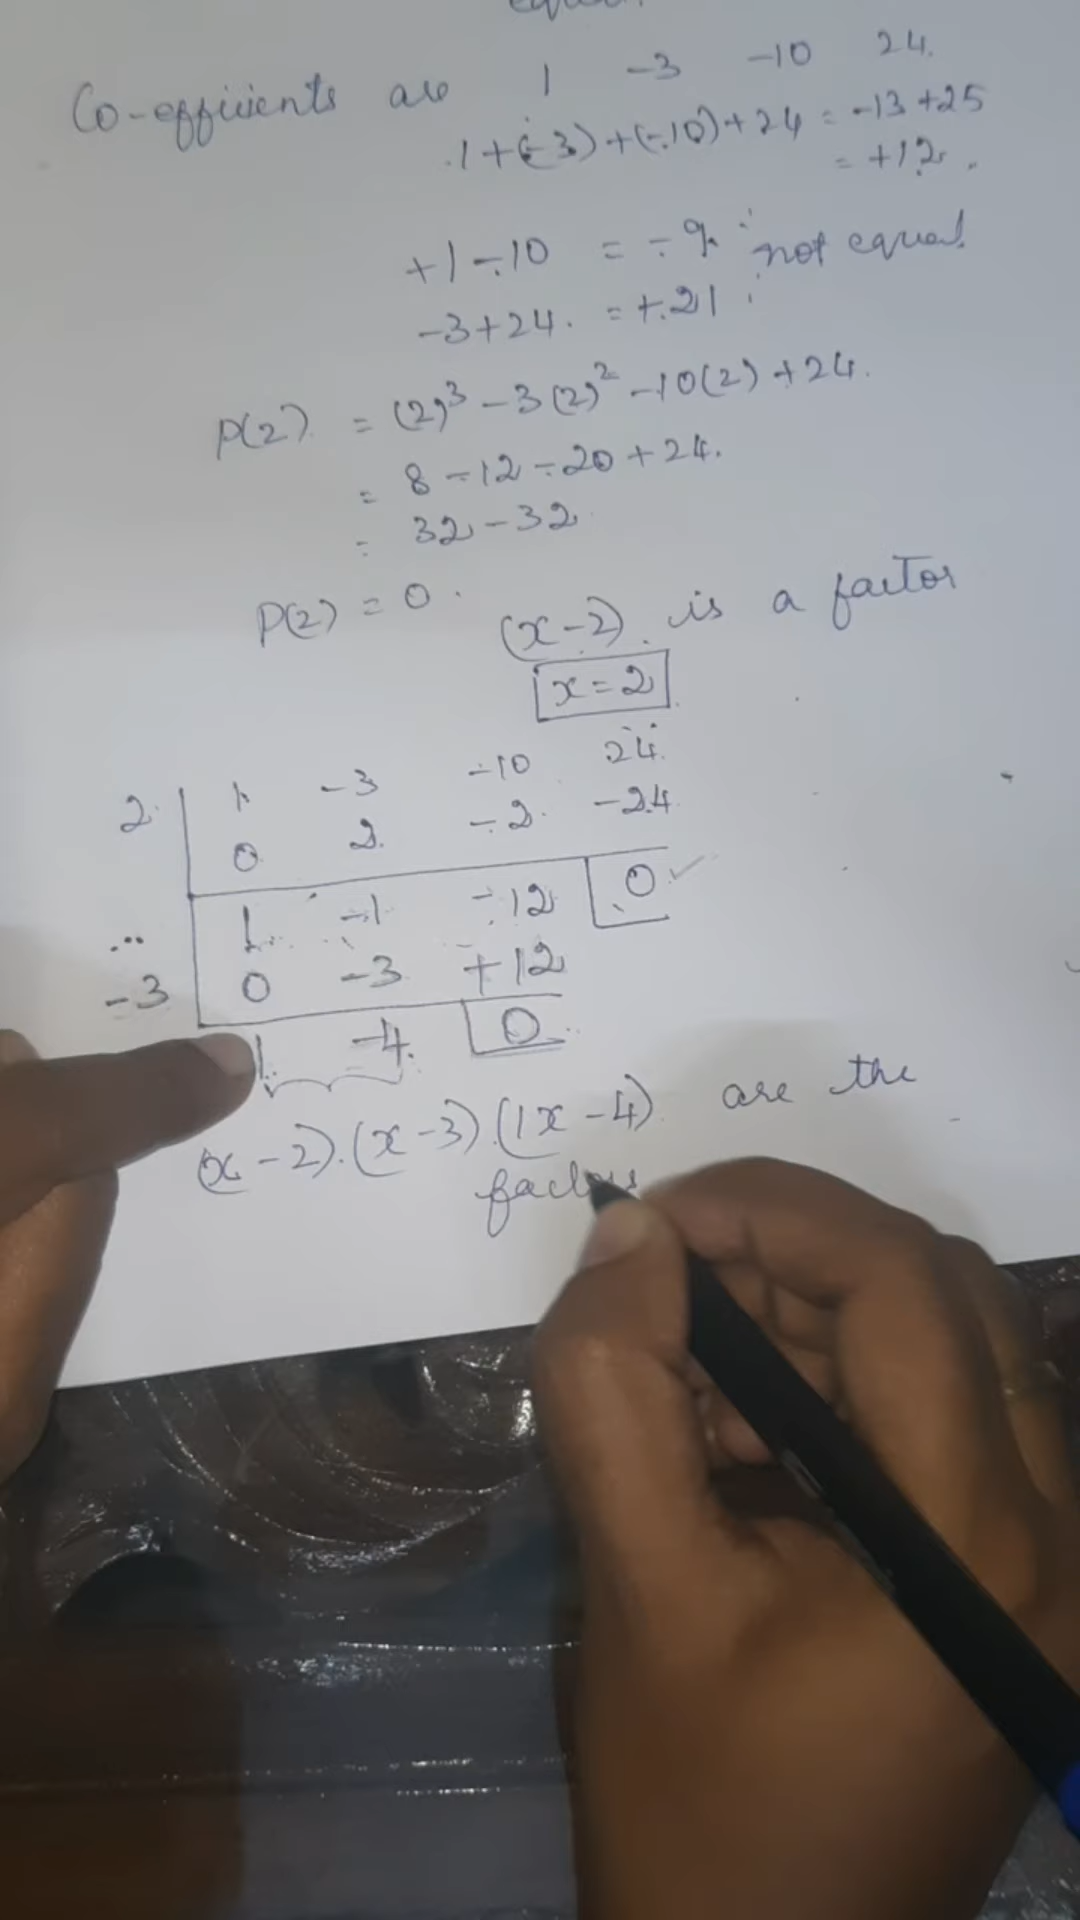 Co-efficients are 1 -3 -10 24.
1+(-3)+(-10)+24 = -13+25
= +12.
+1-10 = -9 not equal
-3+24. = +21
P(2) = (2)³ - 3(2)² - 10(2) + 24.
= 8 - 12 - 20 + 24.
= 32 - 32
P(2) = 0.
(x-2) is a factor
x = 2
2 1 -3 -10 24
0 2 -2 -24
1 -1 -12 0
-3 0 -3 +12
1 -4 0
(x-2).(x-3).(1x-4) are the
factors